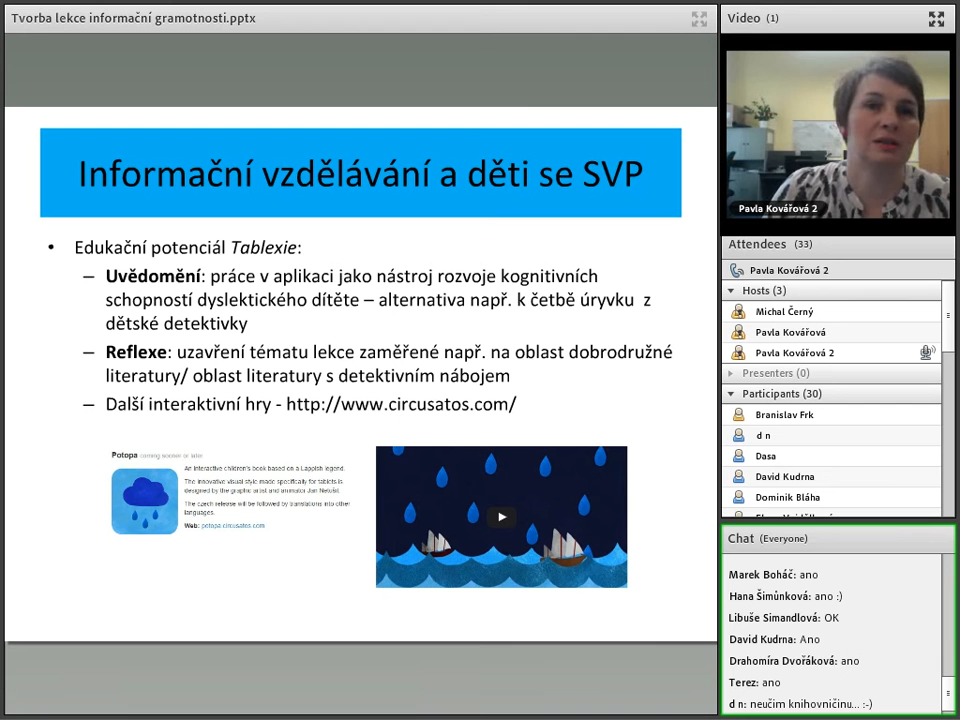 Tvorba lekce informační gramotnosti.pptx
Informační vzdělávání a děti se SVP
• Edukační potenciál Tablexie:
– Uvědomění: práce v aplikaci jako nástroj rozvoje kognitivních
schopností dyslektického dítěte – alternativa např. k četbě úryvku z
dětské detektivky
– Reflexe: uzavření tématu lekce zaměřené např. na oblast dobrodružné
literatury/ oblast literatury s detektivním nábojem
– Další interaktivní hry - http://www.circusatos.com/
Potopa coming sooner or later
An interactive children's book based on a Lappish legend.
The innovative visual style made specifically for tablets is
designed by the graphic artist and animator Jan Netušil.
The czech release will be followed by translations into other
languages.
Web: potopa.circusatos.com
Video (1)
Pavla Kovářová 2
Attendees (33)
Pavla Kovářová 2
Hosts (3)
Michal Černý
Pavla Kovářová
Pavla Kovářová 2
Presenters (0)
Participants (30)
Branislav Frk
d n
Dasa
David Kudrna
Dominik Bláha
Chat (Everyone)
Marek Boháč: ano
Hana Šimůnková: ano :)
Libuše Simandlová: OK
David Kudrna: Ano
Drahomíra Dvořáková: ano
Terez: ano
d n: neučim knihovničinu... :-)